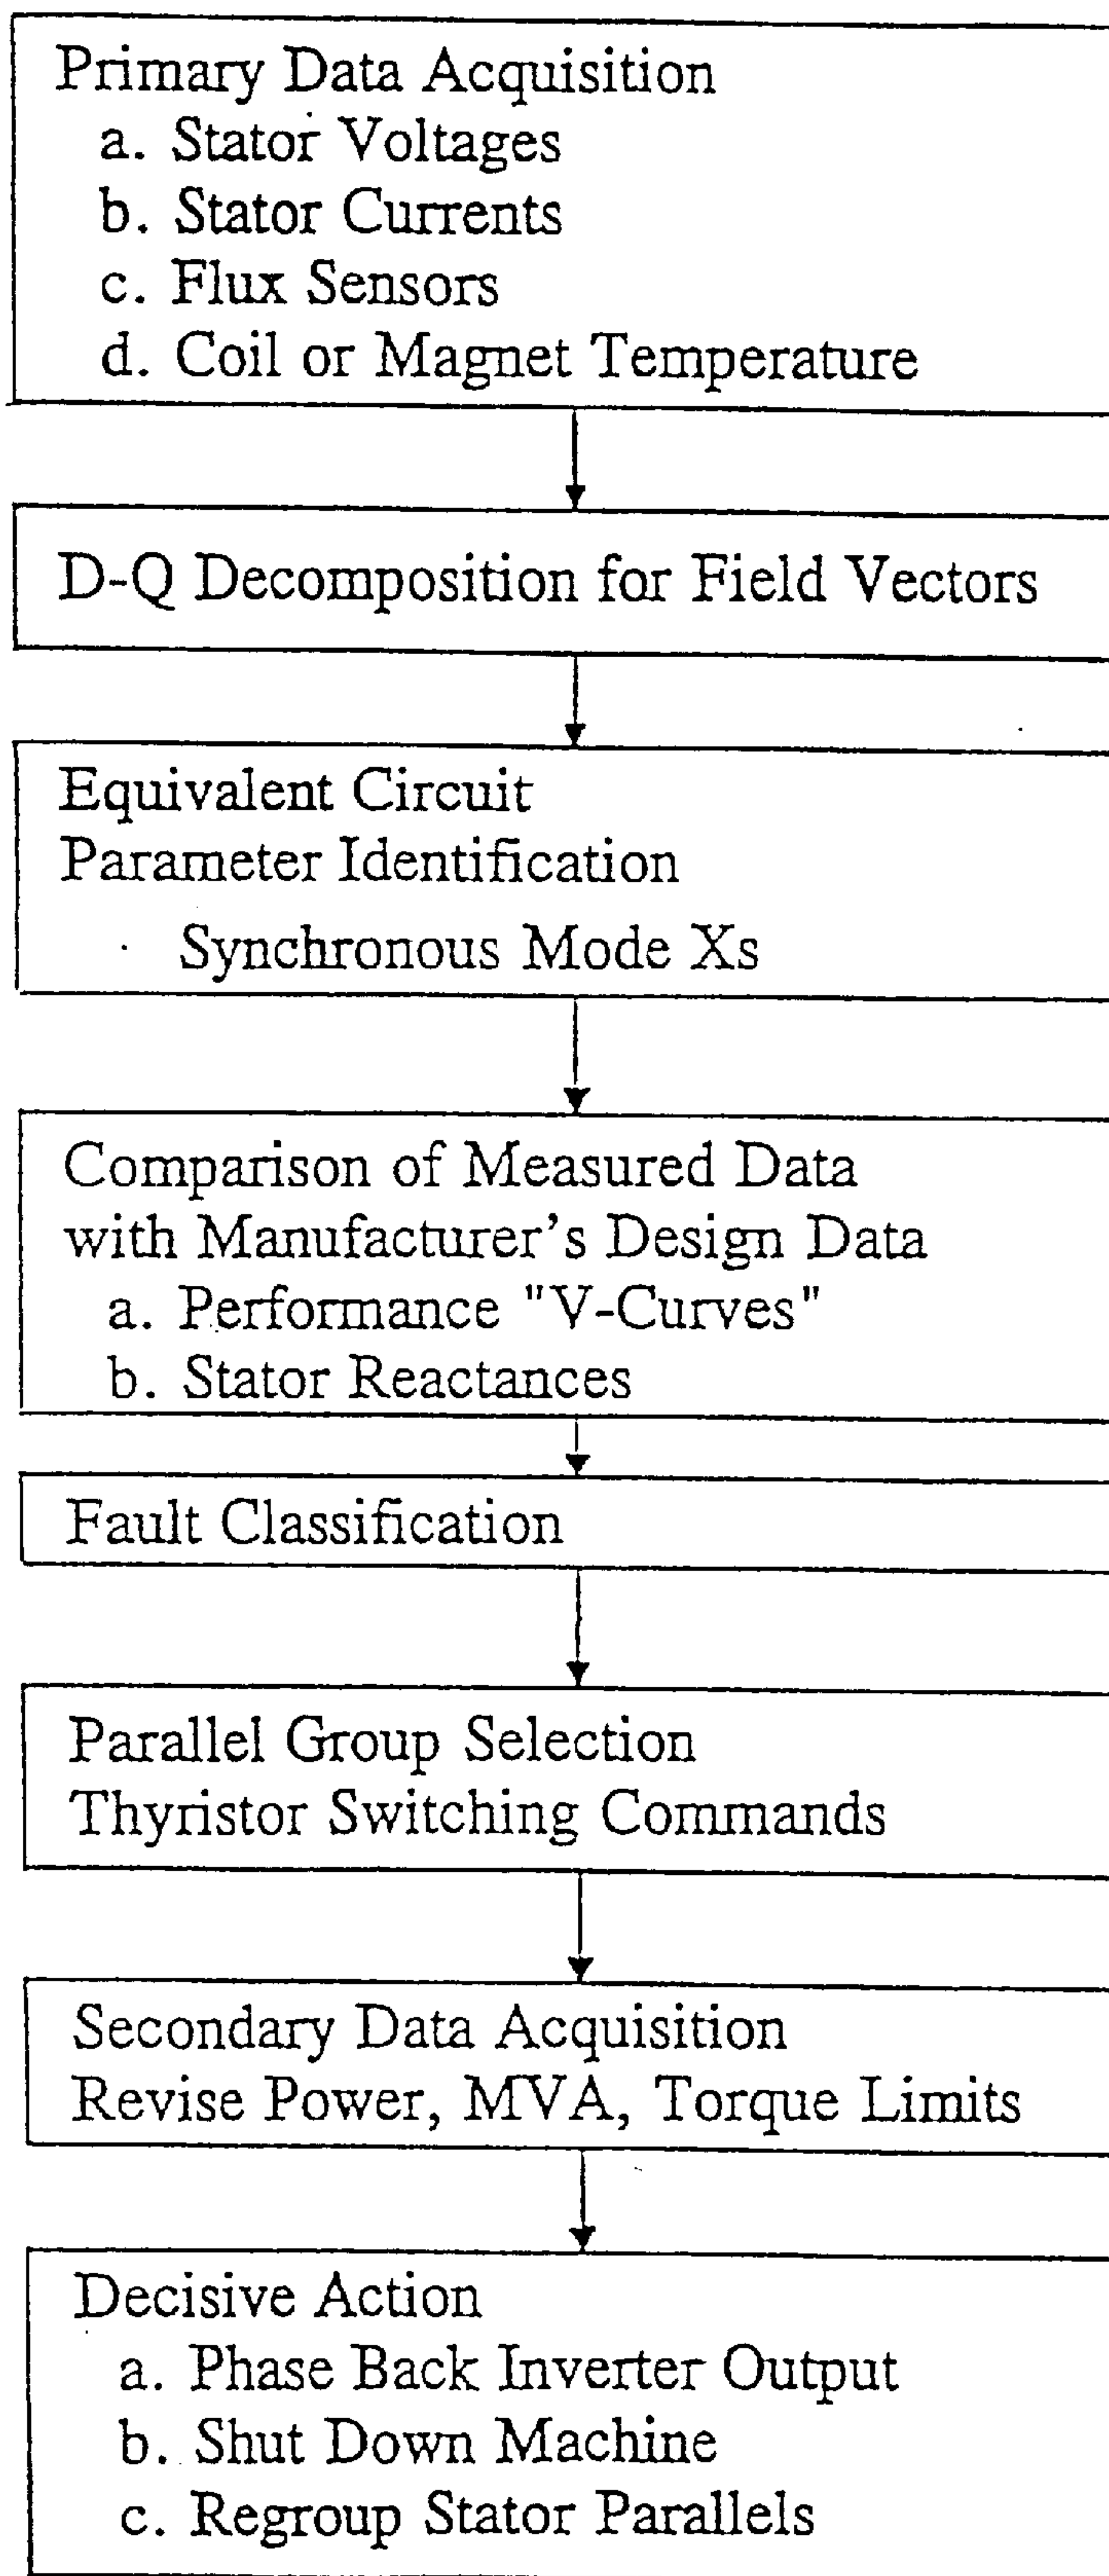 Primary Data Acquisition
a. Stator Voltages
b. Stator Currents
c. Flux Sensors
d. Coil or Magnet Temperature
D-Q Decomposition for Field Vectors
Equivalent Circuit
Parameter Identification
Synchronous Mode Xs
Comparison of Measured Data
with Manufacturer's Design Data
a. Performance "V-Curves"
b. Stator Reactances
Fault Classification
Parallel Group Selection
Thyristor Switching Commands
Secondary Data Acquisition
Revise Power, MVA, Torque Limits
Decisive Action
a. Phase Back Inverter Output
b. Shut Down Machine
c. Regroup Stator Parallels